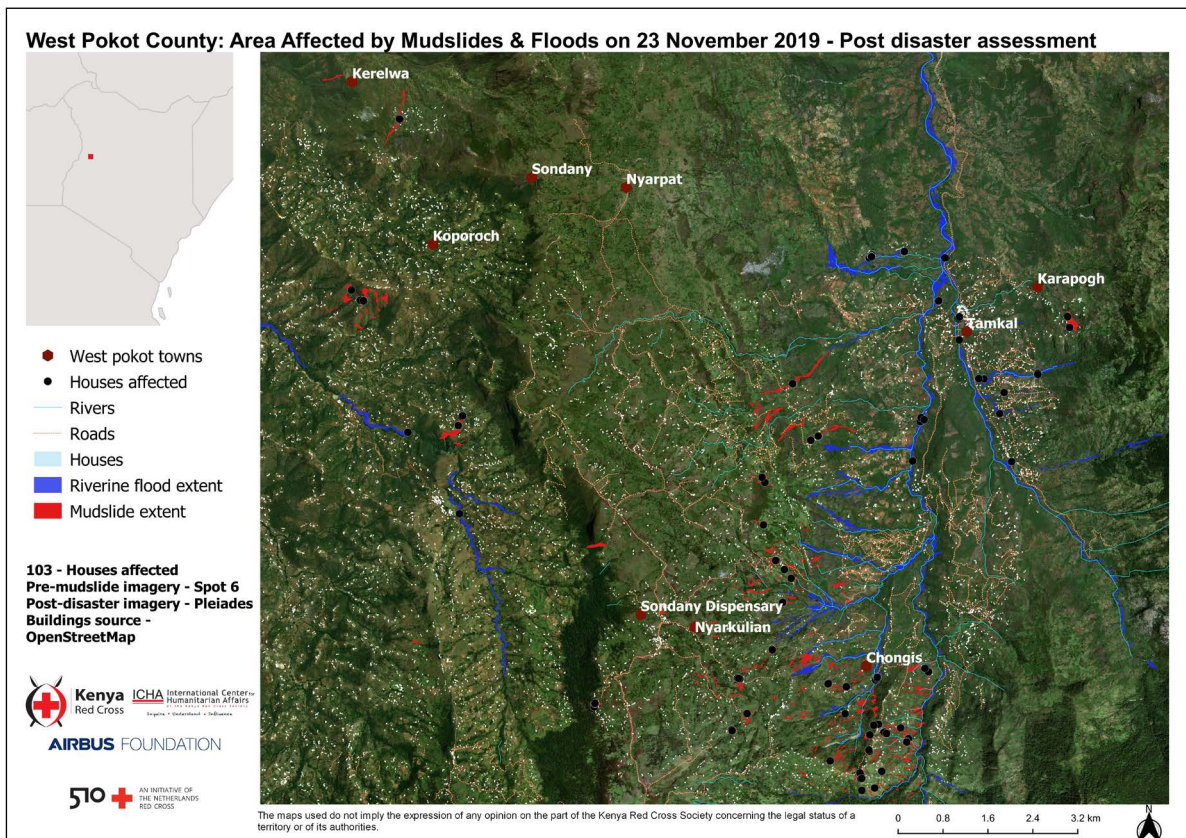 West Pokot County: Area Affected by Mudslides & Floods on 23 November 2019 - Post disaster assessment
Kerelwa
Sondany
Nyarpat
Koporoch
Karapogh
Tamkal
Sondany Dispensary
Nyarkulian
Chongis
West pokot towns
Houses affected
Rivers
Roads
Houses
Riverine flood extent
Mudslide extent
103 - Houses affected
Pre-mudslide imagery - Spot 6
Post-disaster imagery - Pleiades
Buildings source -
OpenStreetMap
Kenya
Red Cross
ICHA International Center for
Humanitarian Affairs
Inquire • Understand • Influence
AIRBUS FOUNDATION
510
AN INITIATIVE OF
THE NETHERLANDS
RED CROSS
The maps used do not imply the expression of any opinion on the part of the Kenya Red Cross Society concerning the legal status of a
territory or of its authorities.
0 0.8 1.6 2.4 3.2 km
N